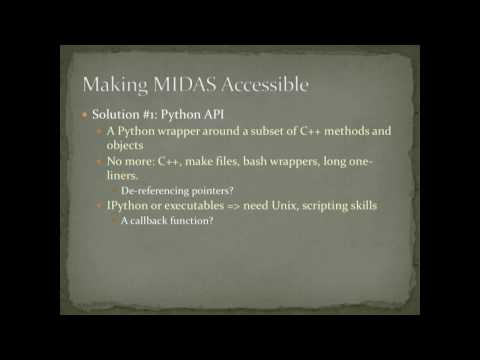 Making MIDAS Accessible
Solution #1: Python API
A Python wrapper around a subset of C++ methods and
objects
No more: C++, make files, bash wrappers, long one-
liners.
De-referencing pointers?
IPython or executables => need Unix, scripting skills
A callback function?